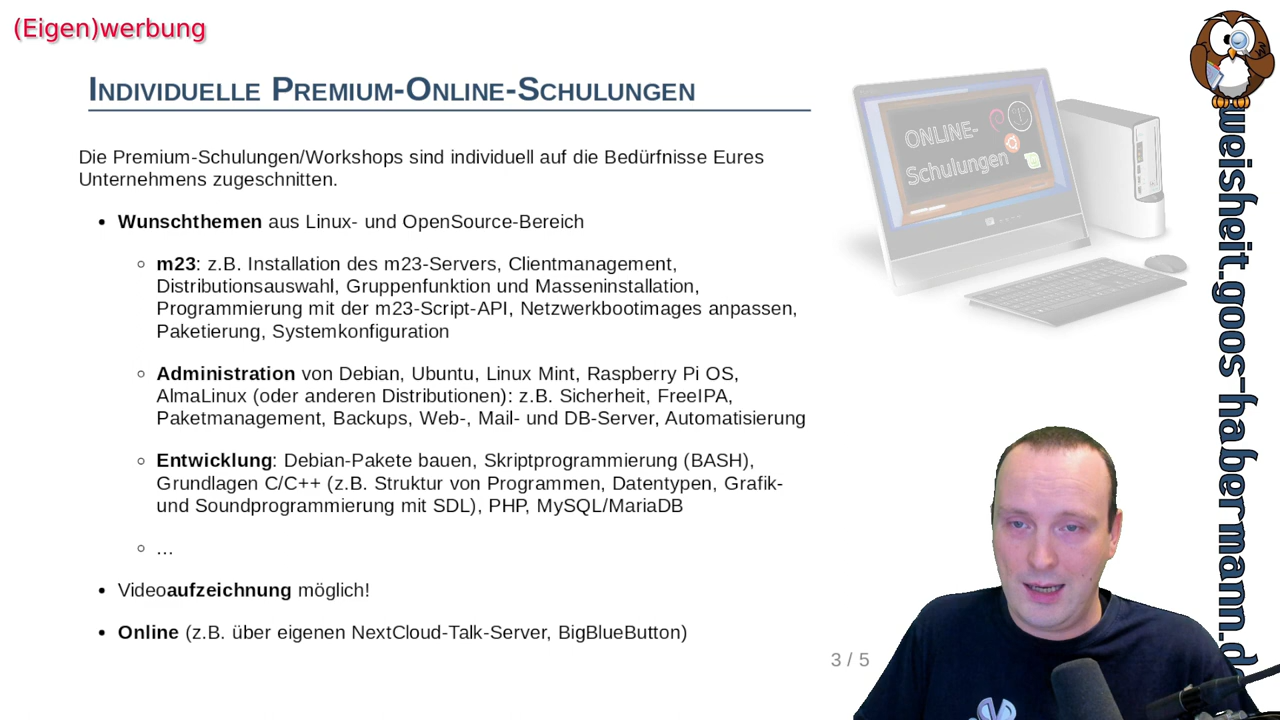 (Eigen)werbung
Individuelle Premium-Online-Schulungen
Die Premium-Schulungen/Workshops sind individuell auf die Bedürfnisse Eures
Unternehmens zugeschnitten.
• Wunschthemen aus Linux- und OpenSource-Bereich
◦ m23: z.B. Installation des m23-Servers, Clientmanagement,
Distributionsauswahl, Gruppenfunktion und Masseninstallation,
Programmierung mit der m23-Script-API, Netzwerkbootimages anpassen,
Paketierung, Systemkonfiguration
◦ Administration von Debian, Ubuntu, Linux Mint, Raspberry Pi OS,
AlmaLinux (oder anderen Distributionen): z.B. Sicherheit, FreeIPA,
Paketmanagement, Backups, Web-, Mail- und DB-Server, Automatisierung
◦ Entwicklung: Debian-Pakete bauen, Skriptprogrammierung (BASH),
Grundlagen C/C++ (z.B. Struktur von Programmen, Datentypen, Grafik-
und Soundprogrammierung mit SDL), PHP, MySQL/MariaDB
◦ ...
• Videoaufzeichnung möglich!
• Online (z.B. über eigenen NextCloud-Talk-Server, BigBlueButton)
3 / 5
ONLINE-
Schulungen
weisheit.goos-habermann.d